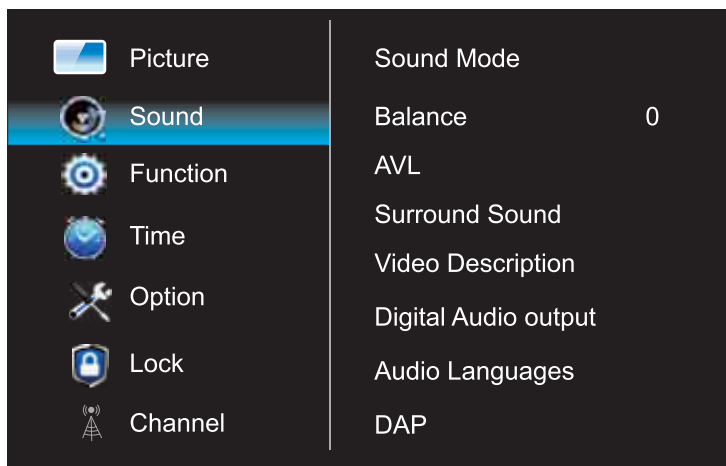 Picture
Sound
Function
Time
Option
Lock
Channel
Sound Mode
Balance 0
AVL
Surround Sound
Video Description
Digital Audio output
Audio Languages
DAP